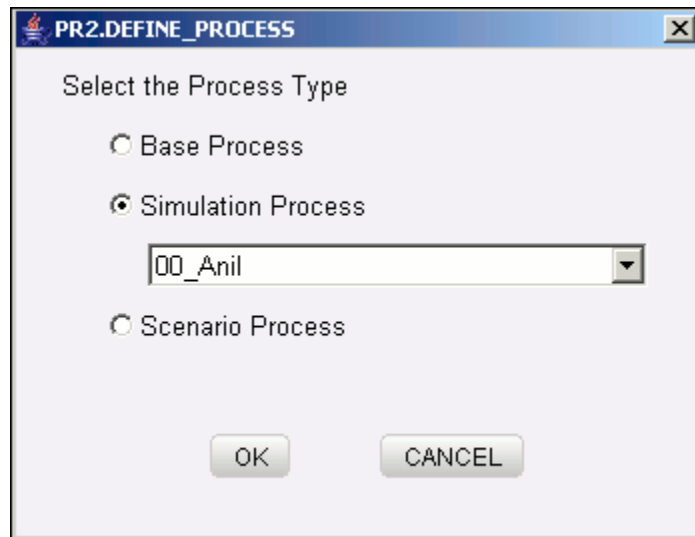 PR2.DEFINE_PROCESS
Select the Process Type
Base Process
Simulation Process
00_Anil
Scenario Process
OK CANCEL